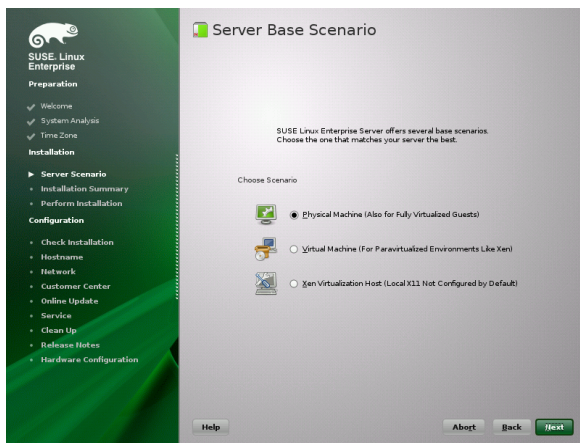 SUSE. Linux
Enterprise
Preparation
Welcome
System Analysis
Time Zone
Installation
Server Scenario
Installation Summary
Perform Installation
Configuration
Check Installation
Hostname
Network
Customer Center
Online Update
Service
Clean Up
Release Notes
Hardware Configuration
Server Base Scenario
SUSE Linux Enterprise Server offers several base scenarios.
Choose the one that matches your server the best.
Choose Scenario
Physical Machine (Also for Fully Virtualized Guests)
Virtual Machine (For Paravirtualized Environments Like Xen)
Xen Virtualization Host (Local X11 Not Configured by Default)
Help
Abort
Back
Next